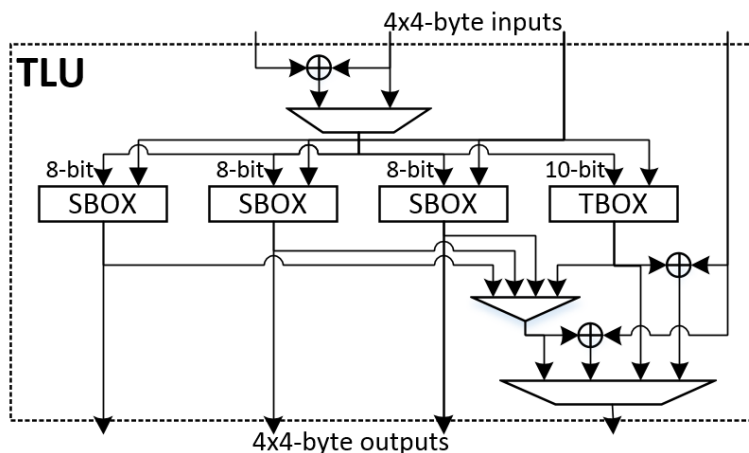 4x4-byte inputs
TLU
8-bit 8-bit 8-bit 10-bit
SBOX SBOX SBOX TBOX
4x4-byte outputs